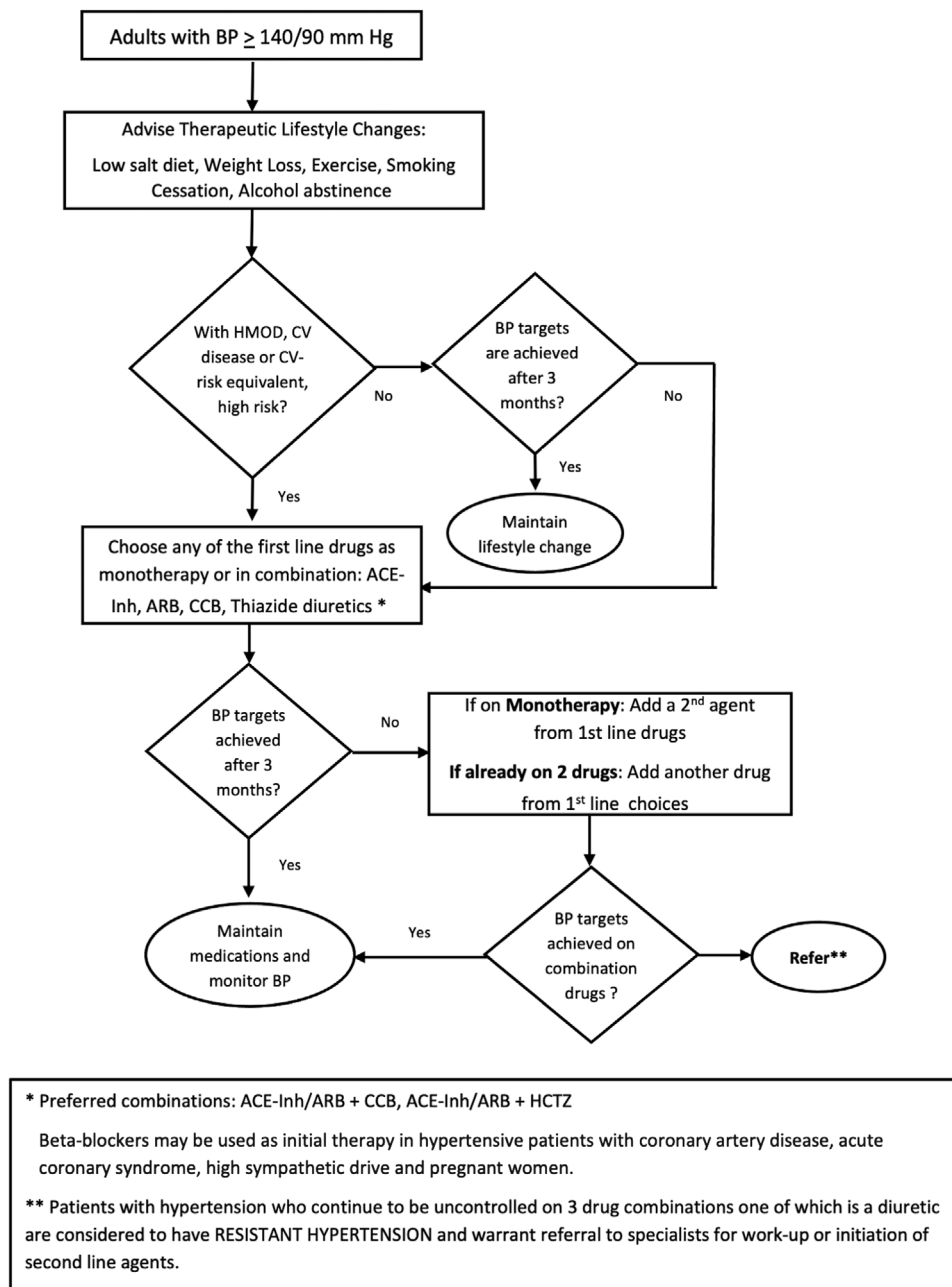 Adults with BP ≥ 140/90 mm Hg
Advise Therapeutic Lifestyle Changes:
Low salt diet, Weight Loss, Exercise, Smoking
Cessation, Alcohol abstinence
With HMOD, CV
disease or CV-
risk equivalent,
high risk?
No
BP targets
are achieved
after 3
months?
No
Yes
Yes
Maintain
lifestyle change
Choose any of the first line drugs as
monotherapy or in combination: ACE-
Inh, ARB, CCB, Thiazide diuretics *
BP targets
achieved
after 3
months?
No
If on Monotherapy: Add a 2nd agent
from 1st line drugs
If already on 2 drugs: Add another drug
from 1st line choices
Yes
Maintain
medications and
monitor BP
Yes
BP targets
achieved on
combination
drugs ?
Refer**
* Preferred combinations: ACE-Inh/ARB + CCB, ACE-Inh/ARB + HCTZ
Beta-blockers may be used as initial therapy in hypertensive patients with coronary artery disease, acute
coronary syndrome, high sympathetic drive and pregnant women.
** Patients with hypertension who continue to be uncontrolled on 3 drug combinations one of which is a diuretic
are considered to have RESISTANT HYPERTENSION and warrant referral to specialists for work-up or initiation of
second line agents.